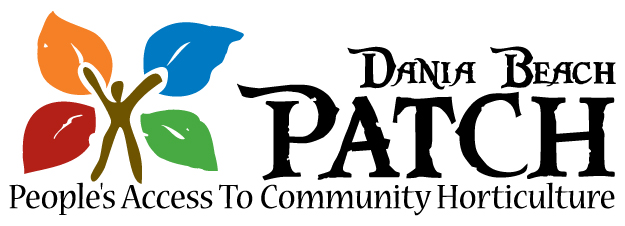 Dania Beach
PATCH
People's Access To Community Horticulture